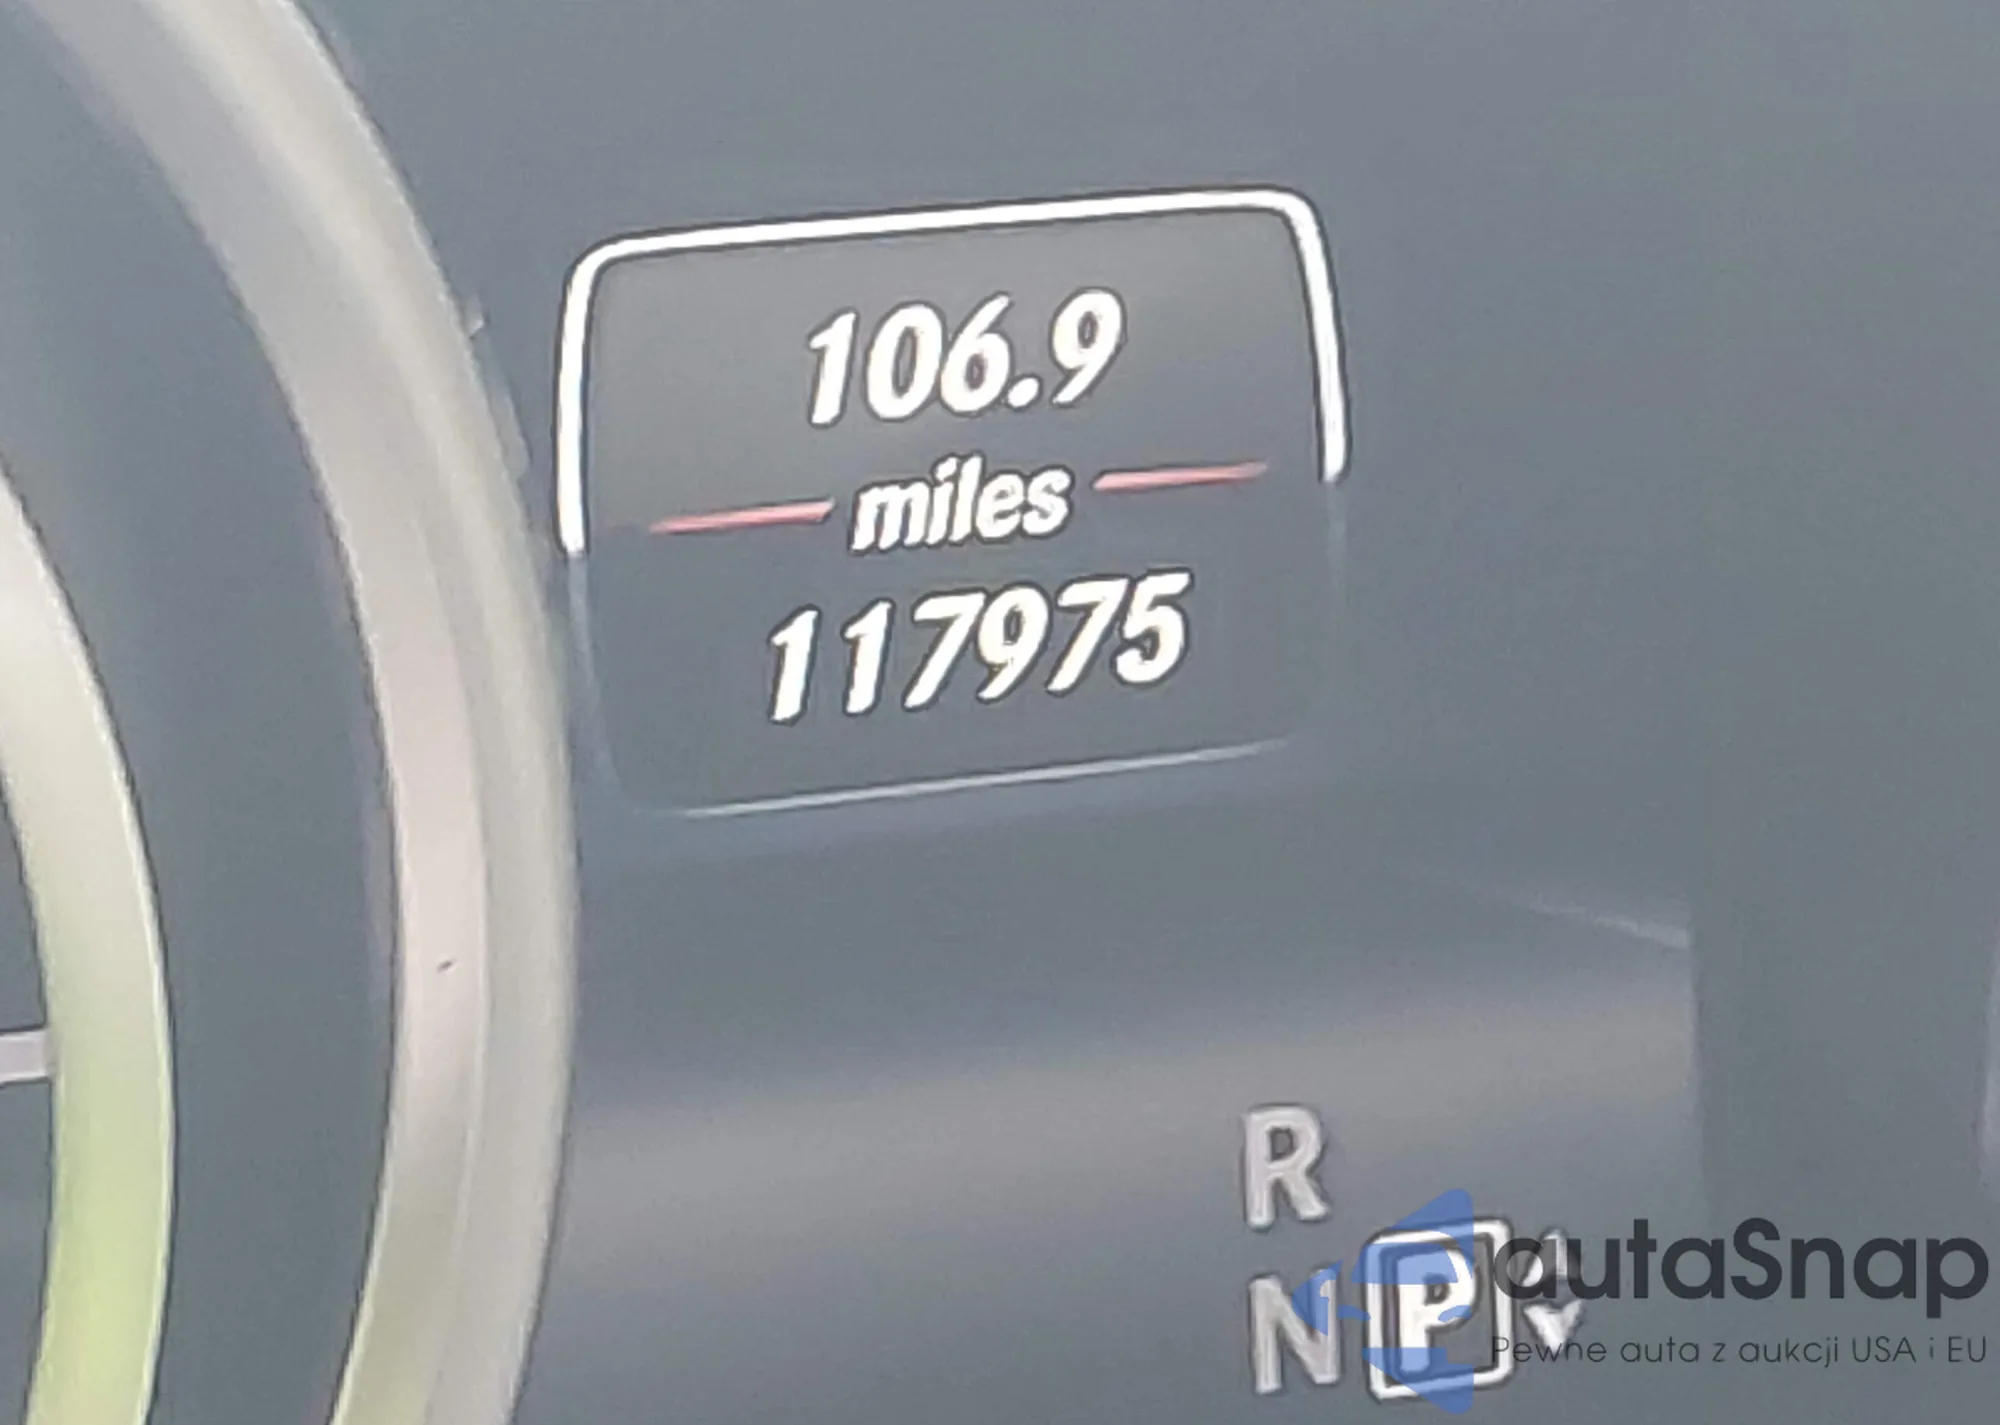 106.9
miles
117975
R
N P
autaSnap
Pewne auta z aukcji USA i EU